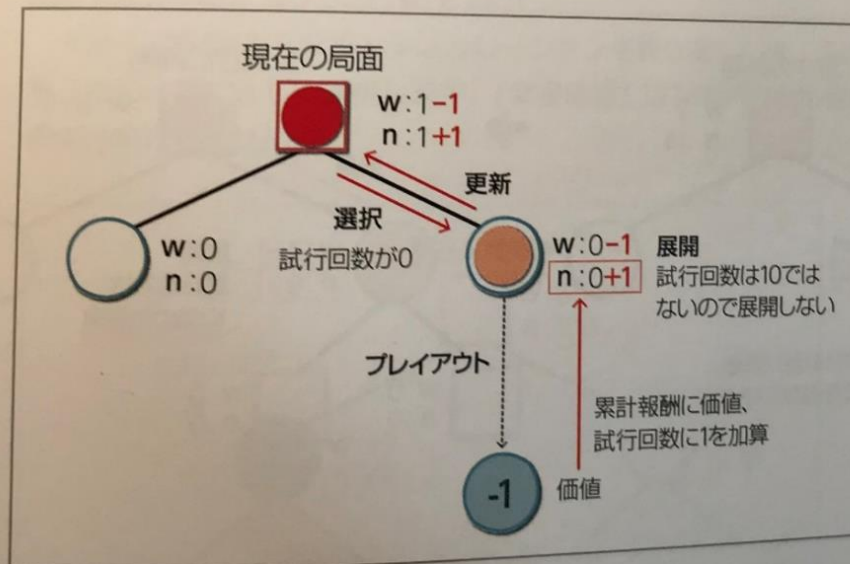 現在の局面
w:1-1
n:1+1
更新
選択
試行回数が0
w:0
n:0
w:0-1
n:0+1
展開
試行回数は10では
ないので展開しない
プレイアウト
累計報酬に価値、
試行回数に1を加算
-1
価値